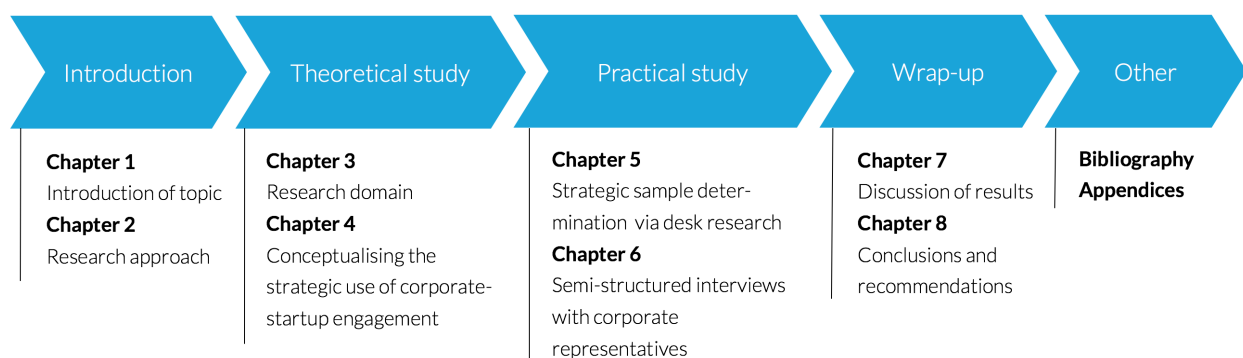 Introduction
Theoretical study
Practical study
Wrap-up
Other
Chapter 1
Introduction of topic
Chapter 2
Research approach
Chapter 3
Research domain
Chapter 4
Conceptualising the
strategic use of corporate-
startup engagement
Chapter 5
Strategic sample deter-
mination via desk research
Chapter 6
Semi-structured interviews
with corporate
representatives
Chapter 7
Discussion of results
Chapter 8
Conclusions and
recommendations
Bibliography
Appendices